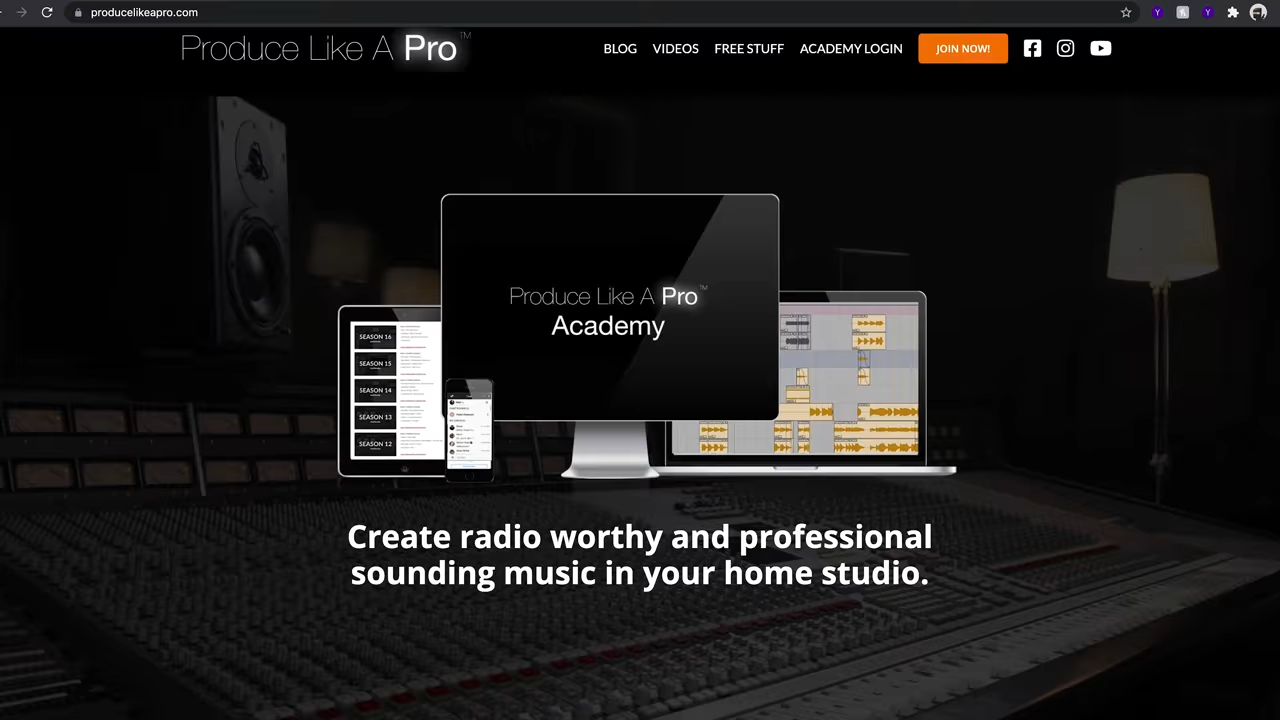 producelikeapro.com
Produce Like A Pro™
BLOG
VIDEOS
FREE STUFF
ACADEMY LOGIN
JOIN NOW!
Produce Like A Pro™
Academy
SEASON 16
SEASON 15
SEASON 14
SEASON 13
SEASON 12
Create radio worthy and professional
sounding music in your home studio.